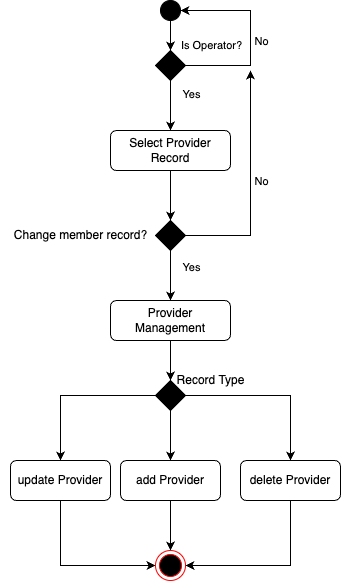 Is Operator?
No
Yes
Select Provider
Record
No
Change member record?
Yes
Provider
Management
Record Type
update Provider
add Provider
delete Provider